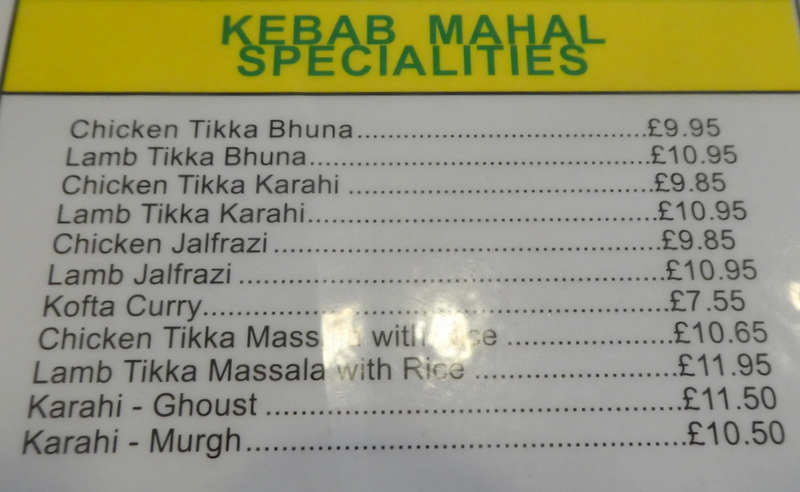 KEBAB MAHAL
SPECIALITIES
Chicken Tikka Bhuna....................................£9.95
Lamb Tikka Bhuna...........................................£10.95
Chicken Tikka Karahi ......................................£9.85
Lamb Tikka Karahi............................................£10.95
Chicken Jalfrazi ................................................£9.85
Lamb Jalfrazi .....................................................£10.95
Kofta Curry..........................................................£7.55
Chicken Tikka Massala with Rice ....................£10.65
Lamb Tikka Massala with Rice .........................£11.95
Karahi - Ghoust .................................................£11.50
Karahi - Murgh....................................................£10.50